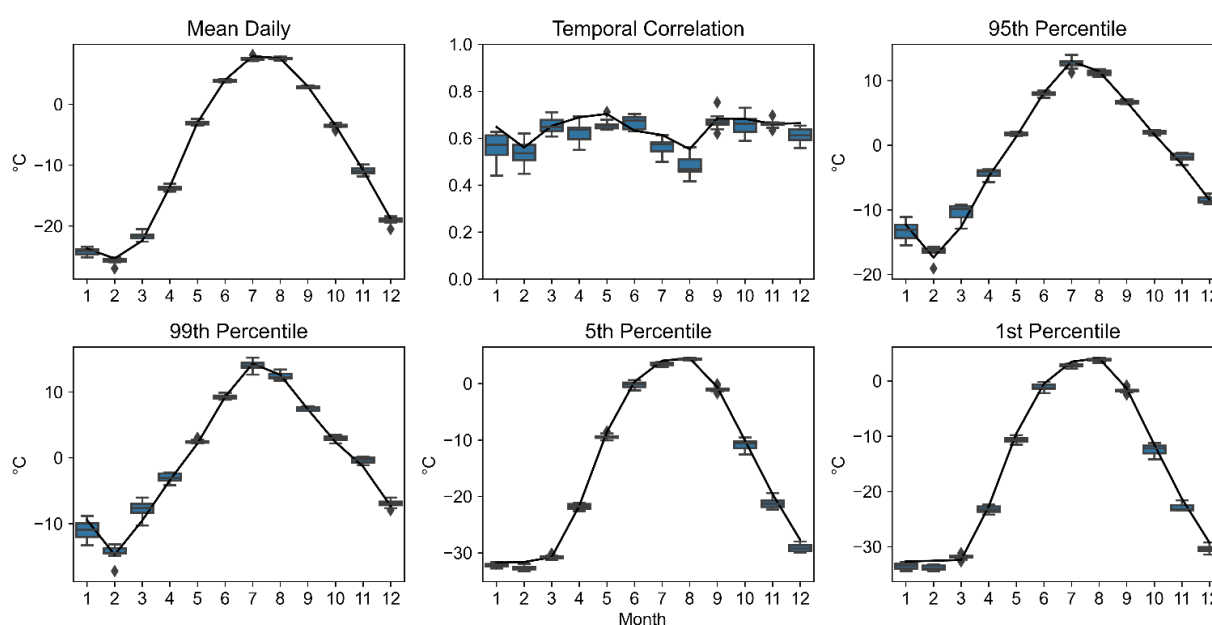 Mean Daily
Temporal Correlation
95th Percentile
°C
0
−10
−20
1 2 3 4 5 6 7 8 9 10 11 12
1.0
0.8
0.6
0.4
0.2
0.0
1 2 3 4 5 6 7 8 9 10 11 12
°C
10
0
−10
−20
1 2 3 4 5 6 7 8 9 10 11 12
99th Percentile
5th Percentile
1st Percentile
°C
10
0
−10
1 2 3 4 5 6 7 8 9 10 11 12
°C
0
−10
−20
−30
1 2 3 4 5 6 7 8 9 10 11 12
Month
°C
0
−10
−20
−30
1 2 3 4 5 6 7 8 9 10 11 12